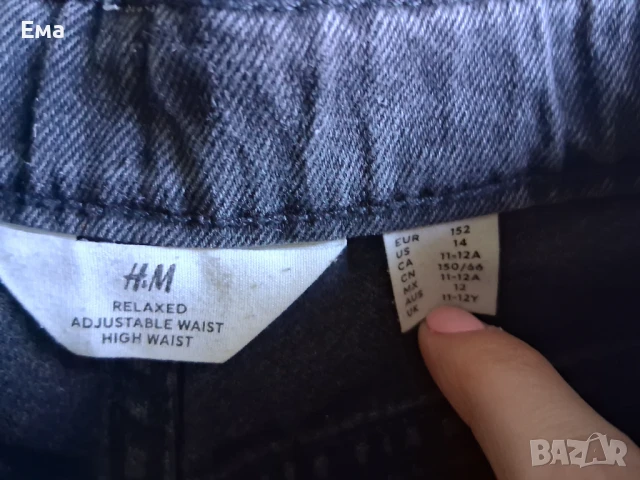 Ema
H&M
RELAXED
ADJUSTABLE WAIST
HIGH WAIST
EUR 152
US 14
CA 11-12A
CN 150/66
MX 11-12A
AUS 12
UK 11-12Y
BAZAR